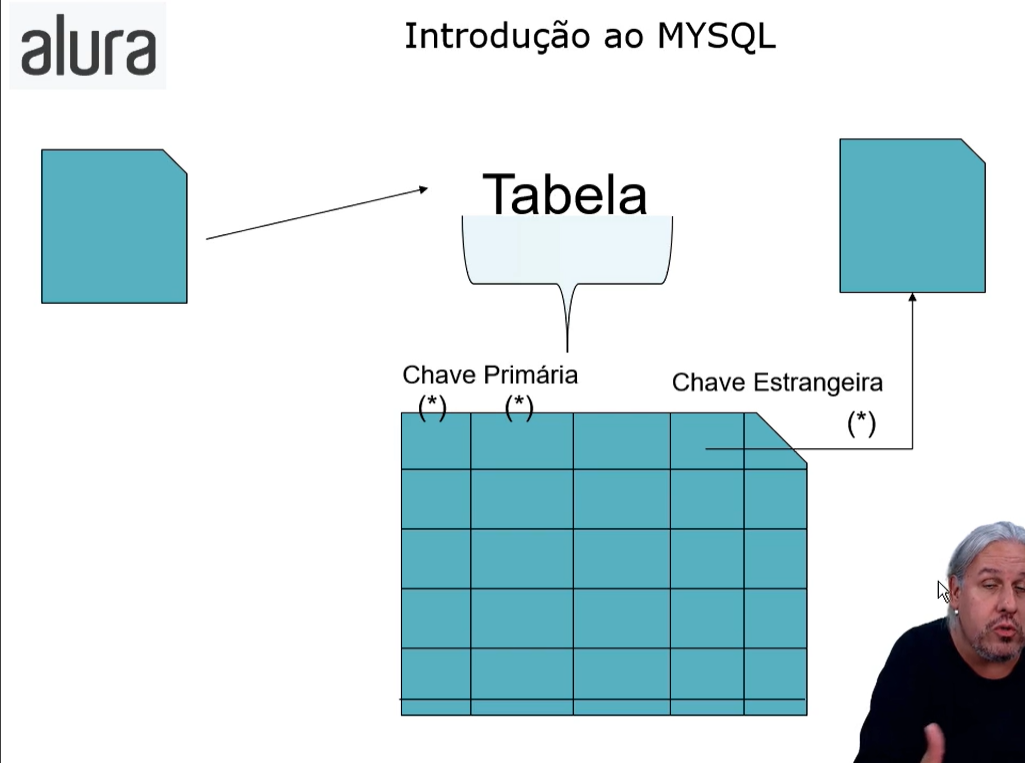 alura
Introdução ao MYSQL
Tabela
Chave Primária
(*) (*)
Chave Estrangeira
(*)